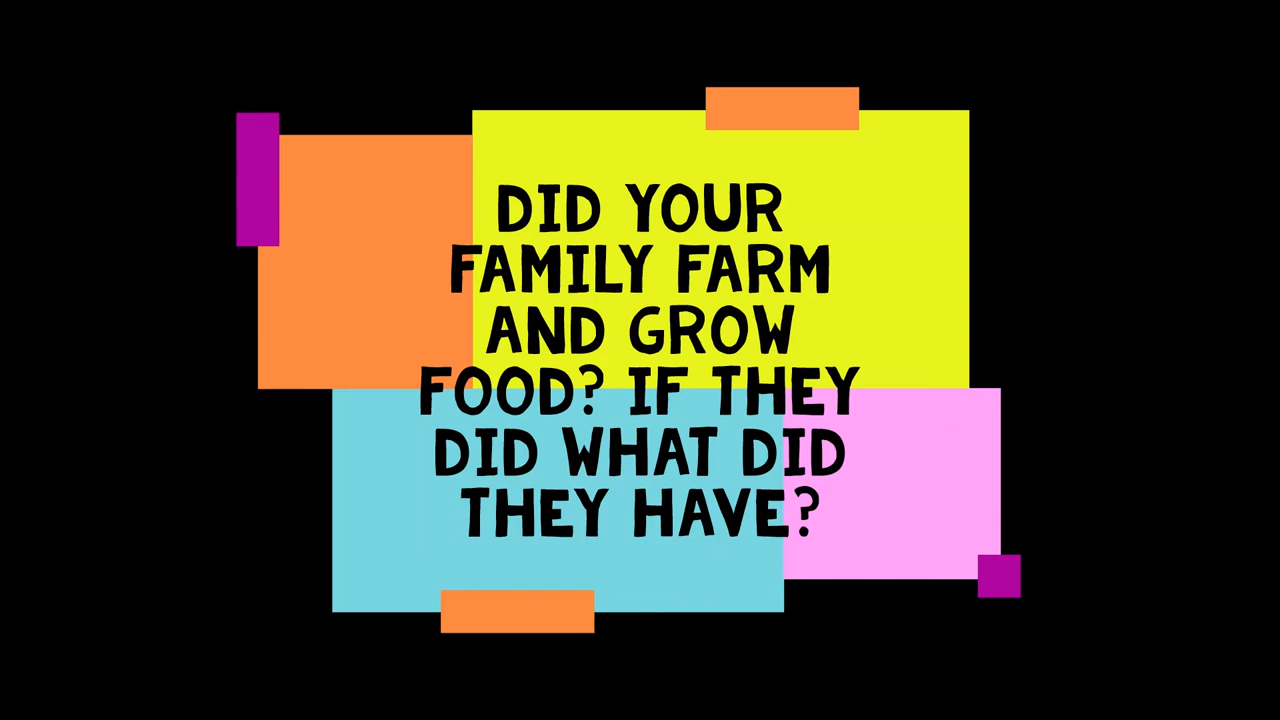 DID YOUR
FAMILY FARM
AND GROW
FOOD? IF THEY
DID WHAT DID
THEY HAVE?